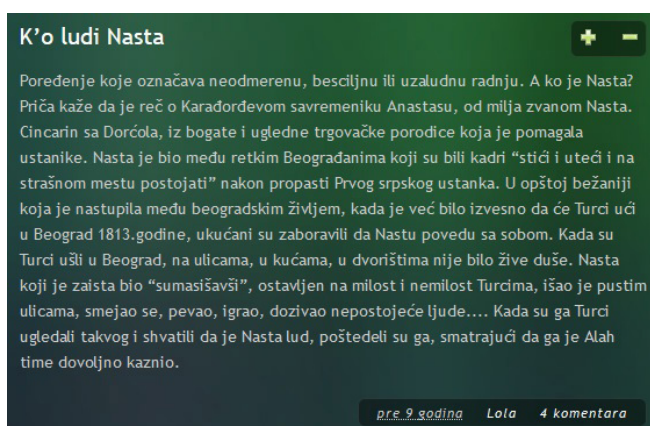 K’o ludi Nasta
Poređenje koje označava neodmerenu, besciljnu ili uzaludnu radnju. A ko je Nasta?
Priča kaže da je reč o Karađorđevom savremeniku Anastasu, od milja zvanom Nasta.
Cincarin sa Dorćola, iz bogate i ugledne trgovačke porodice koja je pomagala
ustanike. Nasta je bio među retkim Beograđanima koji su bili kadri “stići i uteći i na
strašnom mestu postojati” nakon propasti Prvog srpskog ustanka. U opštoj bežaniji
koja je nastupila među beogradskim življem, kada je već bilo izvesno da će Turci ući
u Beograd 1813.godine, ukućani su zaboravili da Nastu povedu sa sobom. Kada su
Turci ušli u Beograd, na ulicama, u kućama, u dvorištima nije bilo žive duše. Nasta
koji je zaista bio “sumasišavši”, ostavljen na milost i nemilost Turcima, išao je pustim
ulicama, smejao se, pevao, igrao, dozivao nepostojeće ljude.... Kada su ga Turci
ugledali takvog i shvatili da je Nasta lud, poštedeli su ga, smatrajući da ga je Alah
time dovoljno kaznio.
pre 9 godina Lola 4 komentara